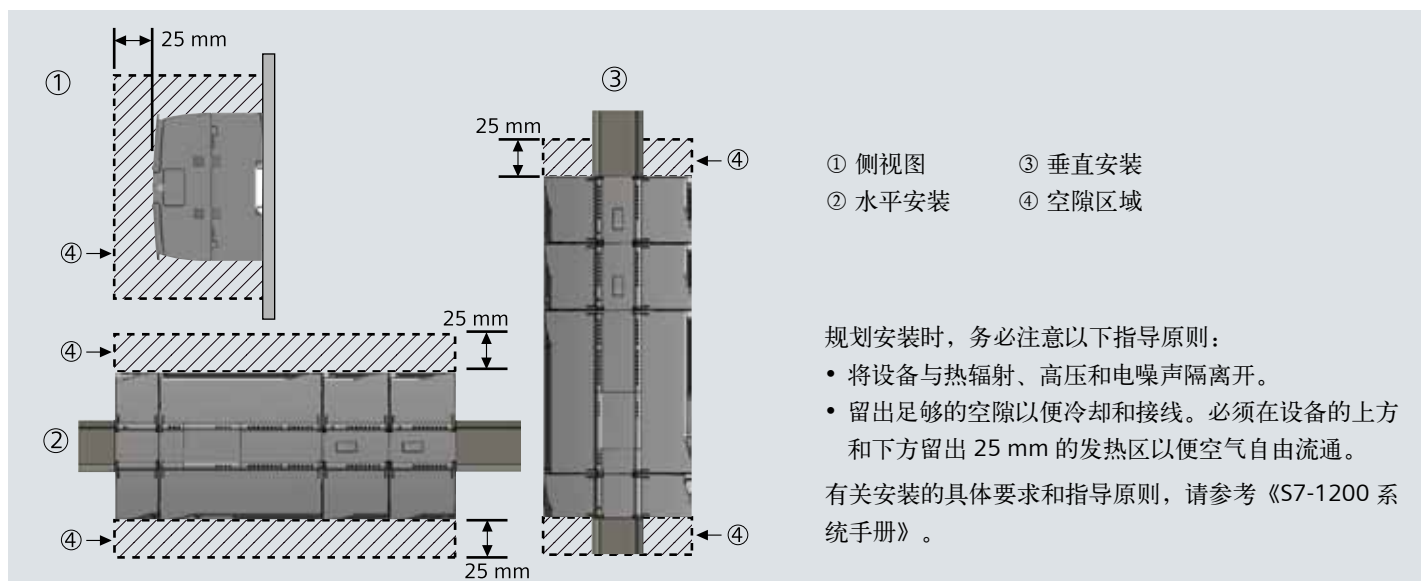 25 mm
①
③
25 mm
④
④
25 mm
④
②
④
25 mm
④
① 侧视图 ③ 垂直安装
② 水平安装 ④ 空隙区域
规划安装时，务必注意以下指导原则：
• 将设备与热辐射、高压和电噪声隔离开。
• 留出足够的空隙以便冷却和接线。必须在设备的上方
和下方留出 25 mm 的发热区以便空气自由流通。
有关安装的具体要求和指导原则，请参考《S7-1200 系
统手册》。